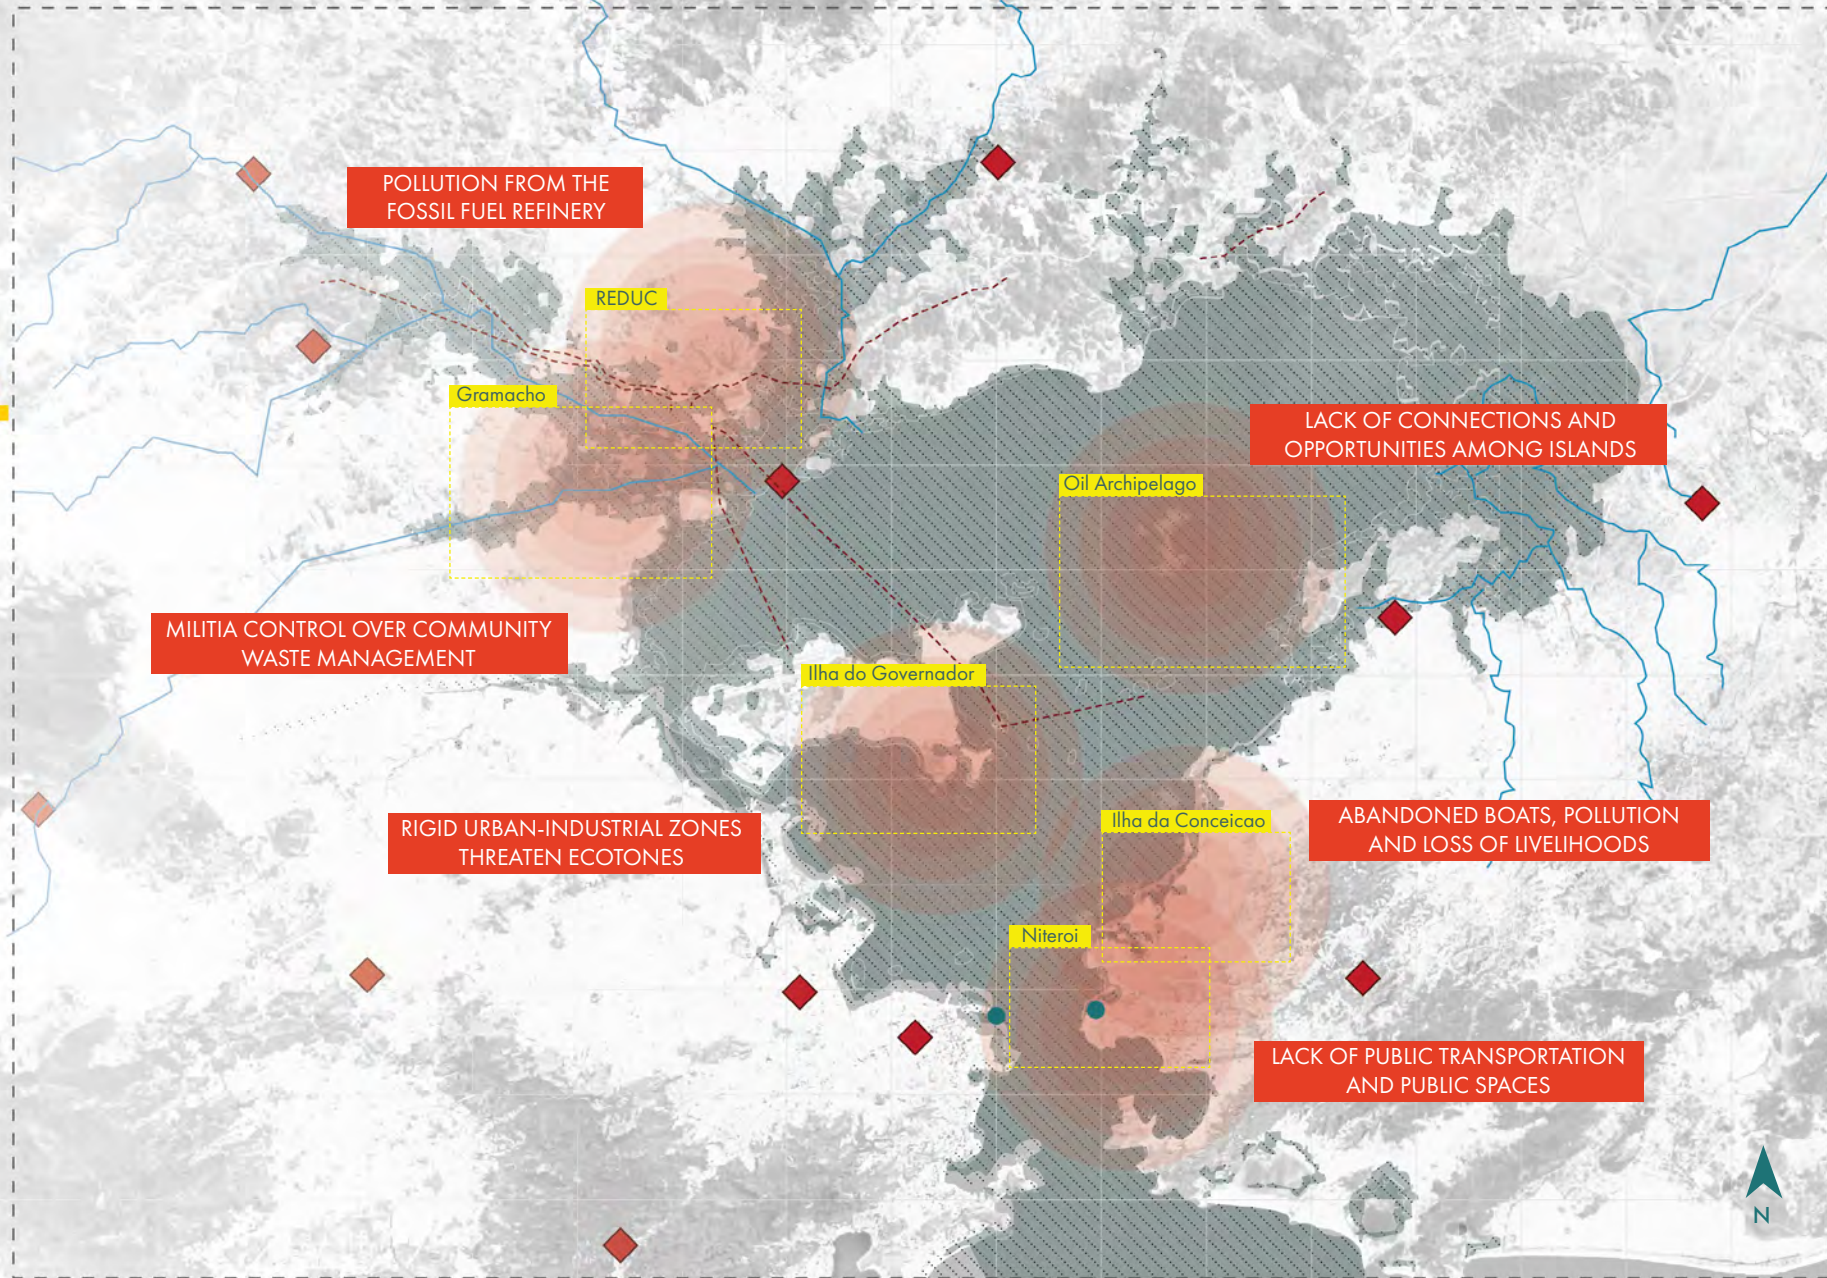 POLLUTION FROM THE
FOSSIL FUEL REFINERY
REDUC
Gramacho
LACK OF CONNECTIONS AND
OPPORTUNITIES AMONG ISLANDS
Oil Archipelago
MILITIA CONTROL OVER COMMUNITY
WASTE MANAGEMENT
Ilha do Governador
RIGID URBAN-INDUSTRIAL ZONES
THREATEN ECOTONES
Ilha da Conceicao
ABANDONED BOATS, POLLUTION
AND LOSS OF LIVELIHOODS
Niteroi
LACK OF PUBLIC TRANSPORTATION
AND PUBLIC SPACES
N